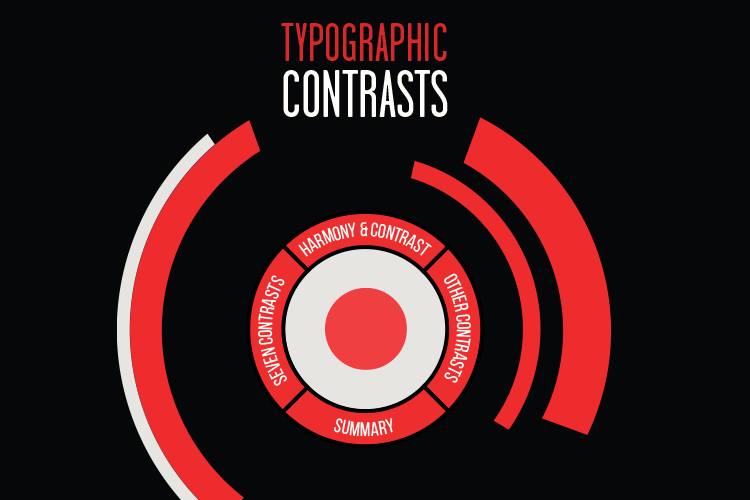 TYPOGRAPHIC
CONTRASTS
HARMONY & CONTRAST
SEVEN CONTRASTS
OTHER CONTRASTS
SUMMARY